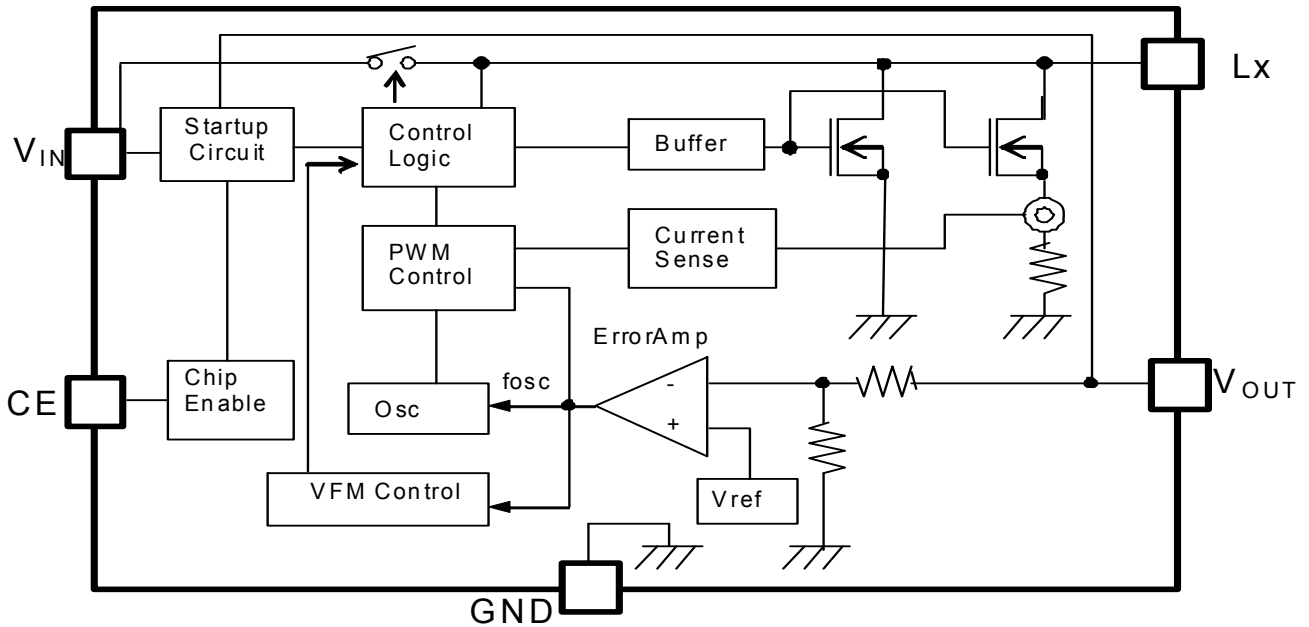 Lx
Startup
Circuit
Control
Logic
Buffer
VIN
PWM
Control
Current
Sense
ErrorAmp
-
+
fosc
Chip
Enable
CE
Osc
VOUT
VFM Control
Vref
GND